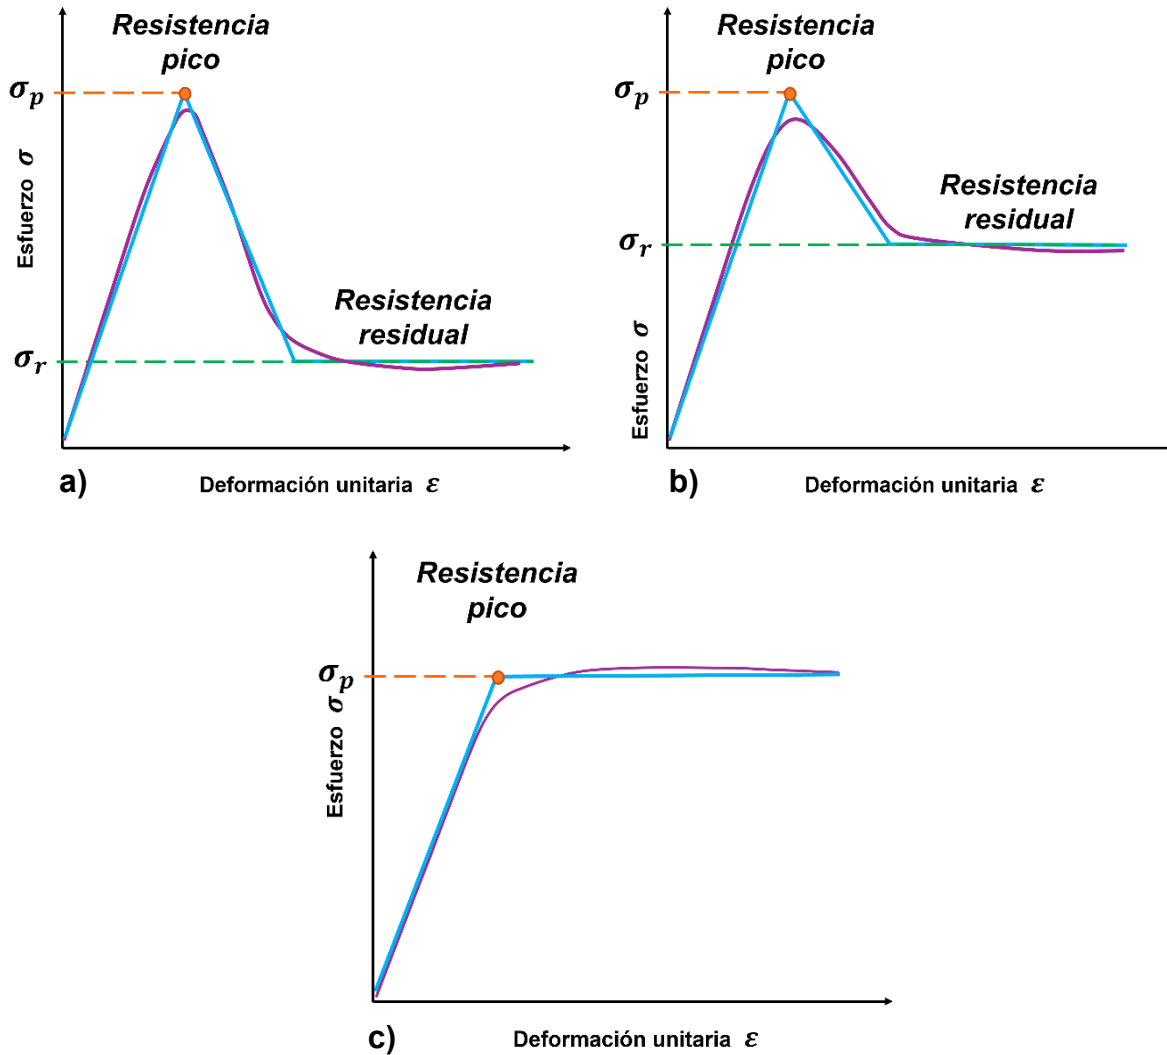 Resistencia
pico
σp
Esfuerzo σ
Resistencia
residual
σr
a)
Deformación unitaria ε
Resistencia
pico
σp
Resistencia
residual
σr
Esfuerzo σ
b)
Deformación unitaria ε
Resistencia
pico
σp
Esfuerzo σ
c)
Deformación unitaria ε